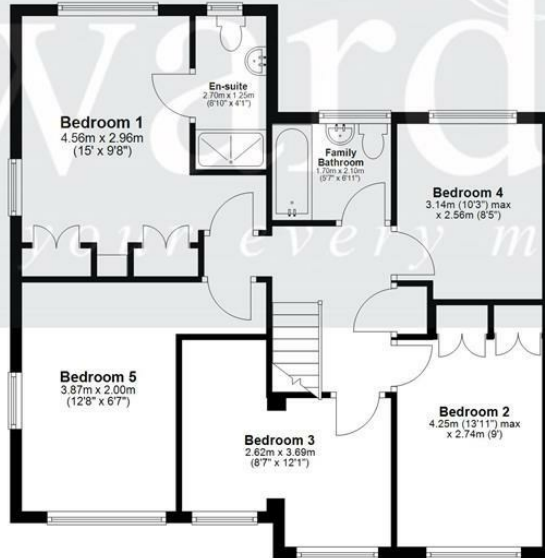 ward
your every m
En-suite
2.70m x 1.25m
(8'10" x 4'1")
Bedroom 1
4.56m x 2.96m
(15' x 9'8")
Family
Bathroom
1.70m x 2.10m
(5'7" x 6'11")
Bedroom 4
3.14m (10'3") max
x 2.56m (8'5")
Bedroom 5
3.87m x 2.00m
(12'8" x 6'7")
Bedroom 3
2.62m x 3.69m
(8'7" x 12'1")
Bedroom 2
4.25m (13'11") max
x 2.74m (9')